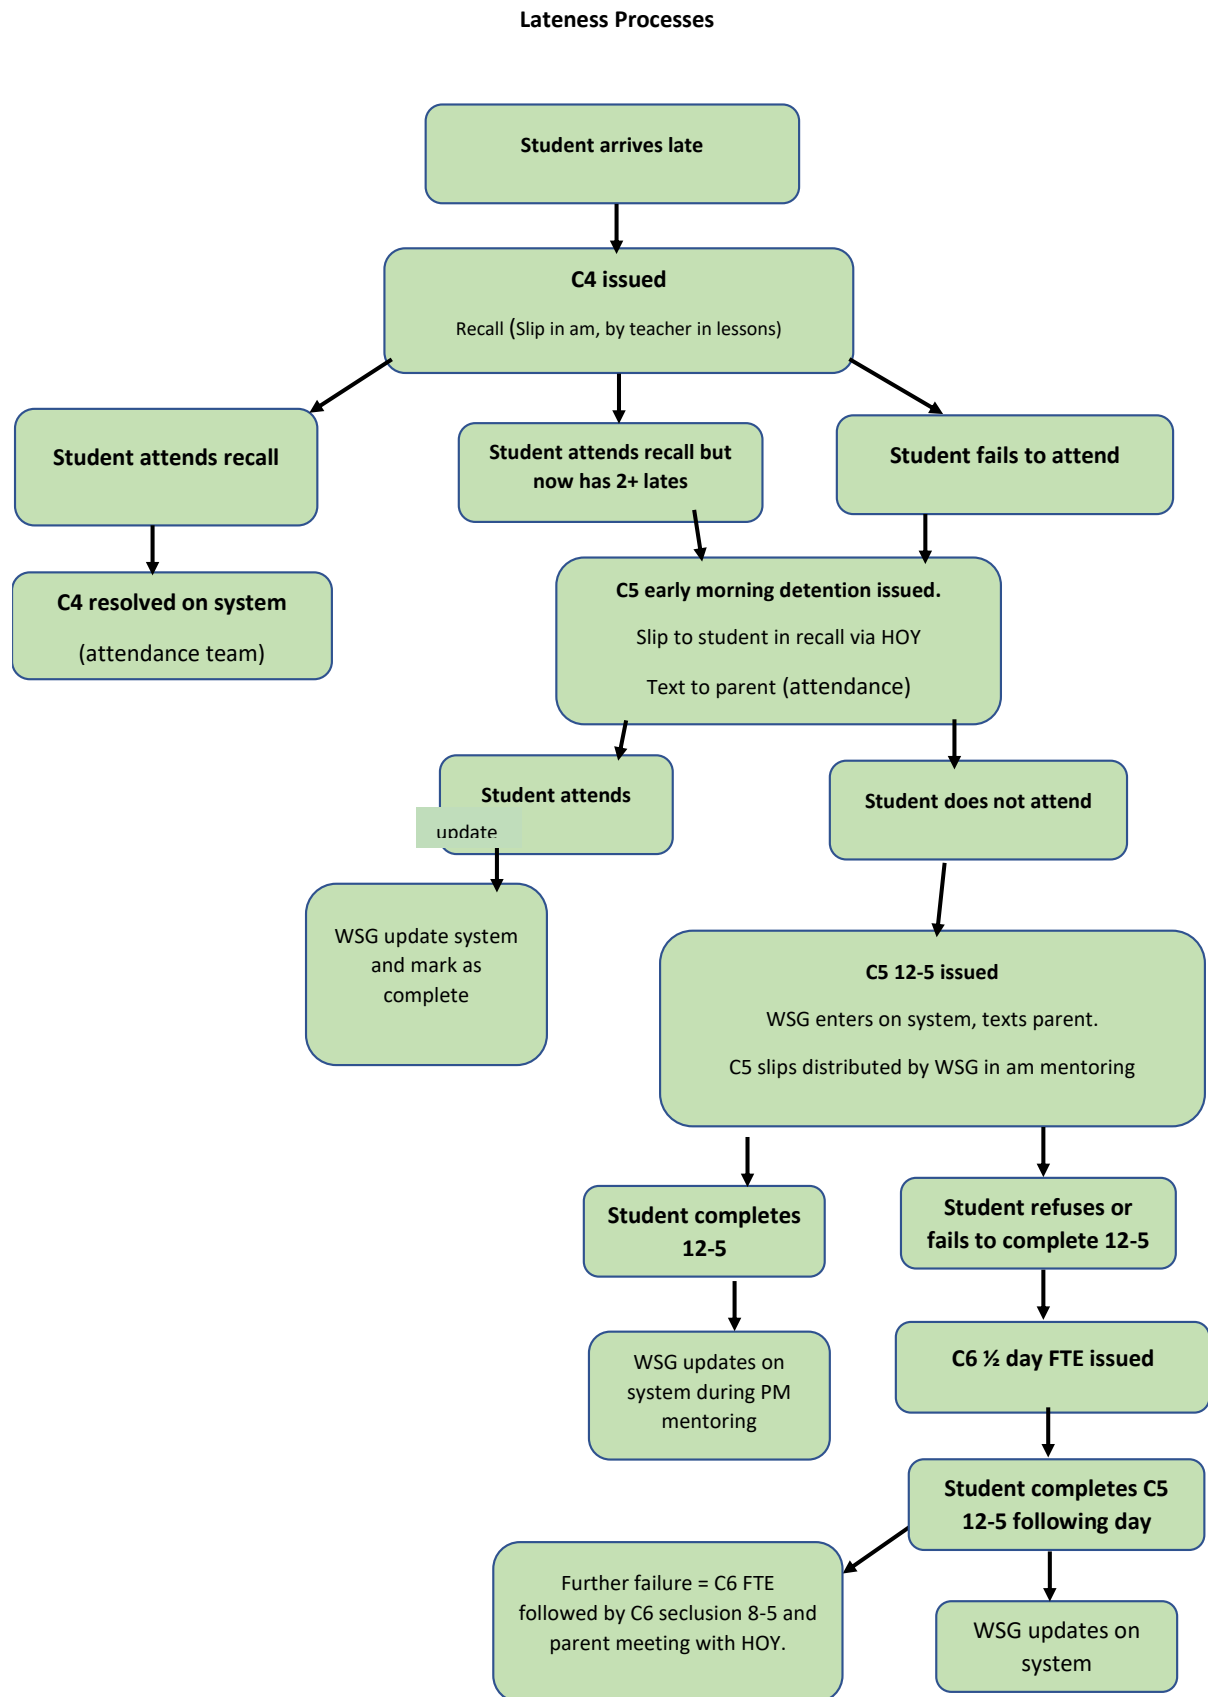 Lateness Processes
Student arrives late
C4 issued
Recall (Slip in am, by teacher in lessons)
Student attends recall
Student attends recall but
now has 2+ lates
Student fails to attend
C4 resolved on system
(attendance team)
C5 early morning detention issued.
Slip to student in recall via HOY
Text to parent (attendance)
Student attends
update
Student does not attend
WSG update system
and mark as
complete
C5 12-5 issued
WSG enters on system, texts parent.
C5 slips distributed by WSG in am mentoring
Student completes
12-5
Student refuses or
fails to complete 12-5
WSG updates on
system during PM
mentoring
C6 ½ day FTE issued
Student completes C5
12-5 following day
Further failure = C6 FTE
followed by C6 seclusion 8-5 and
parent meeting with HOY.
WSG updates on
system